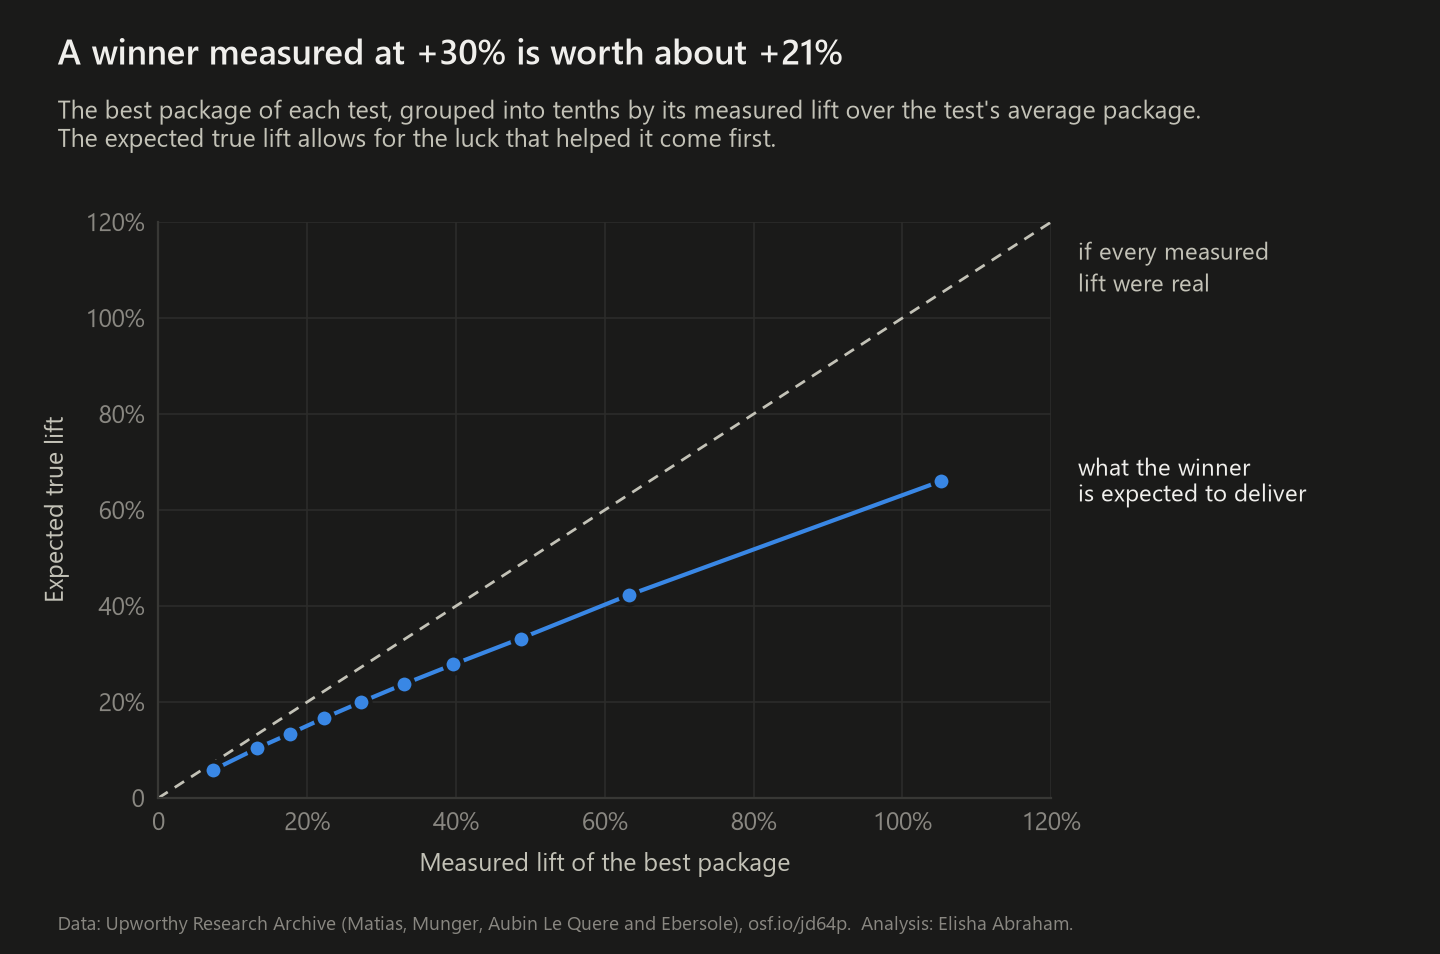 A winner measured at +30% is worth about +21%
The best package of each test, grouped into tenths by its measured lift over the test's average package.
The expected true lift allows for the luck that helped it come first.
120%
100%
80%
60%
40%
20%
0
Expected true lift
if every measured
lift were real
what the winner
is expected to deliver
0
20%
40%
60%
80%
100%
120%
Measured lift of the best package
Data: Upworthy Research Archive (Matias, Munger, Aubin Le Quere and Ebersole), osf.io/jd64p.  Analysis: Elisha Abraham.